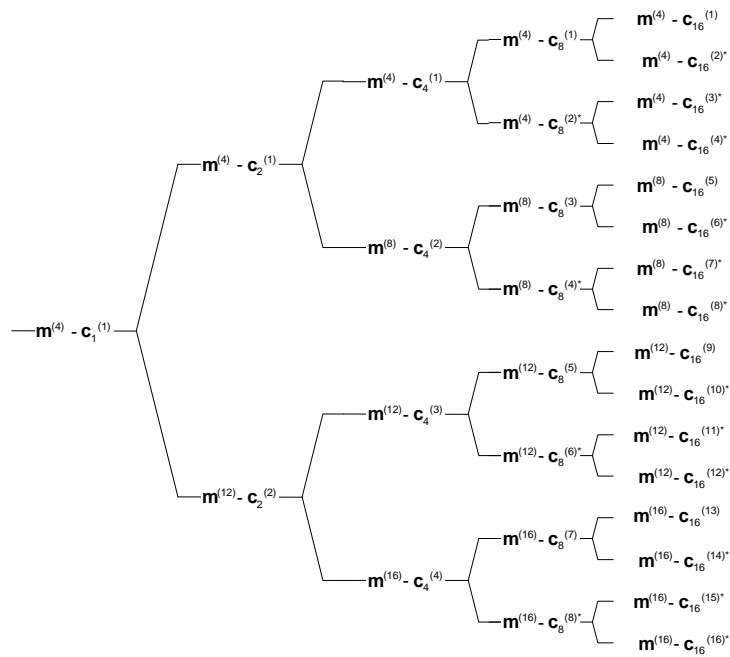 m(4) - c16(1)
m(4) - c8(1)
m(4) - c16(2)*
m(4) - c4(1)
m(4) - c16(3)*
m(4) - c8(2)*
m(4) - c16(4)*
m(4) - c2(1)
m(8) - c16(5)
m(8) - c8(3)
m(8) - c16(6)*
m(8) - c4(2)
m(8) - c16(7)*
m(8) - c8(4)*
m(8) - c16(8)*
m(4) - c1(1)
m(12) - c16(9)
m(12) - c8(5)
m(12) - c16(10)*
m(12) - c4(3)
m(12) - c16(11)*
m(12) - c8(6)*
m(12) - c16(12)*
m(12) - c2(2)
m(16) - c16(13)
m(16) - c8(7)
m(16) - c16(14)*
m(16) - c4(4)
m(16) - c16(15)*
m(16) - c8(8)*
m(16) - c16(16)*